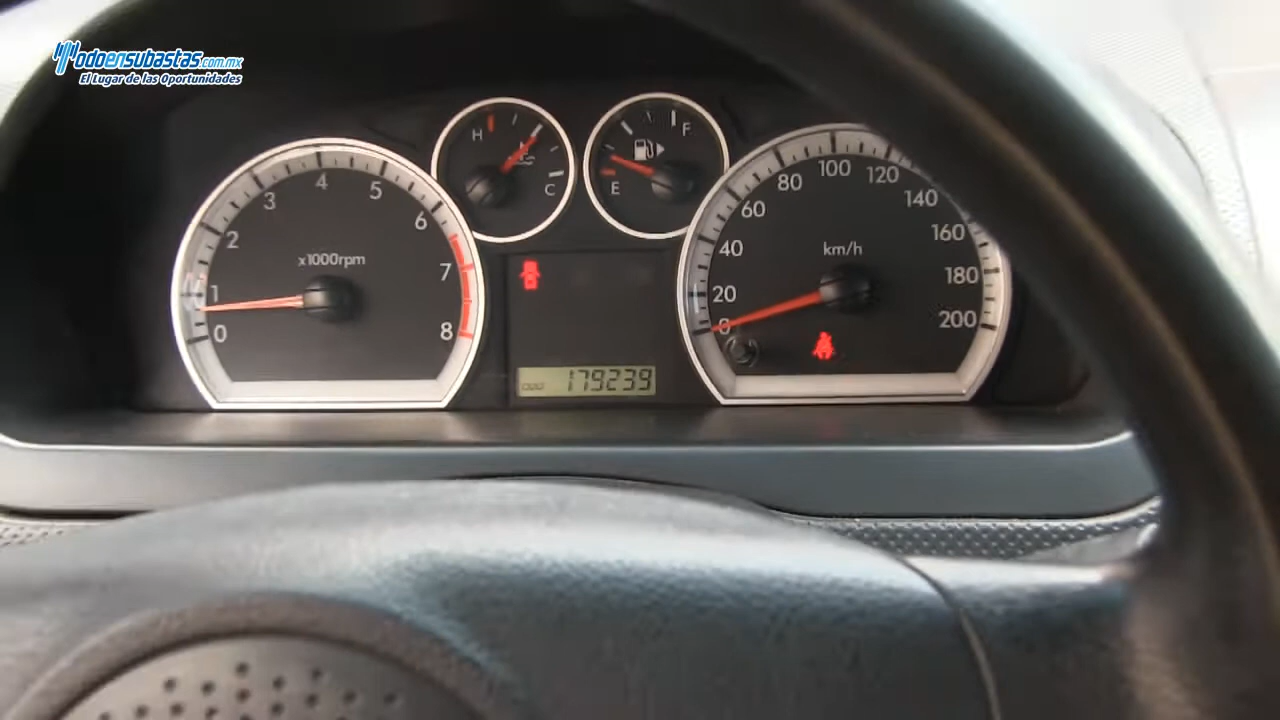 todoensubastas.com.mx
El Lugar de las Oportunidades
H
C
E
F
0
1
2
3
4
5
6
7
8
x1000rpm
0
20
40
60
80
100
120
140
160
180
200
km/h
ODO 179239